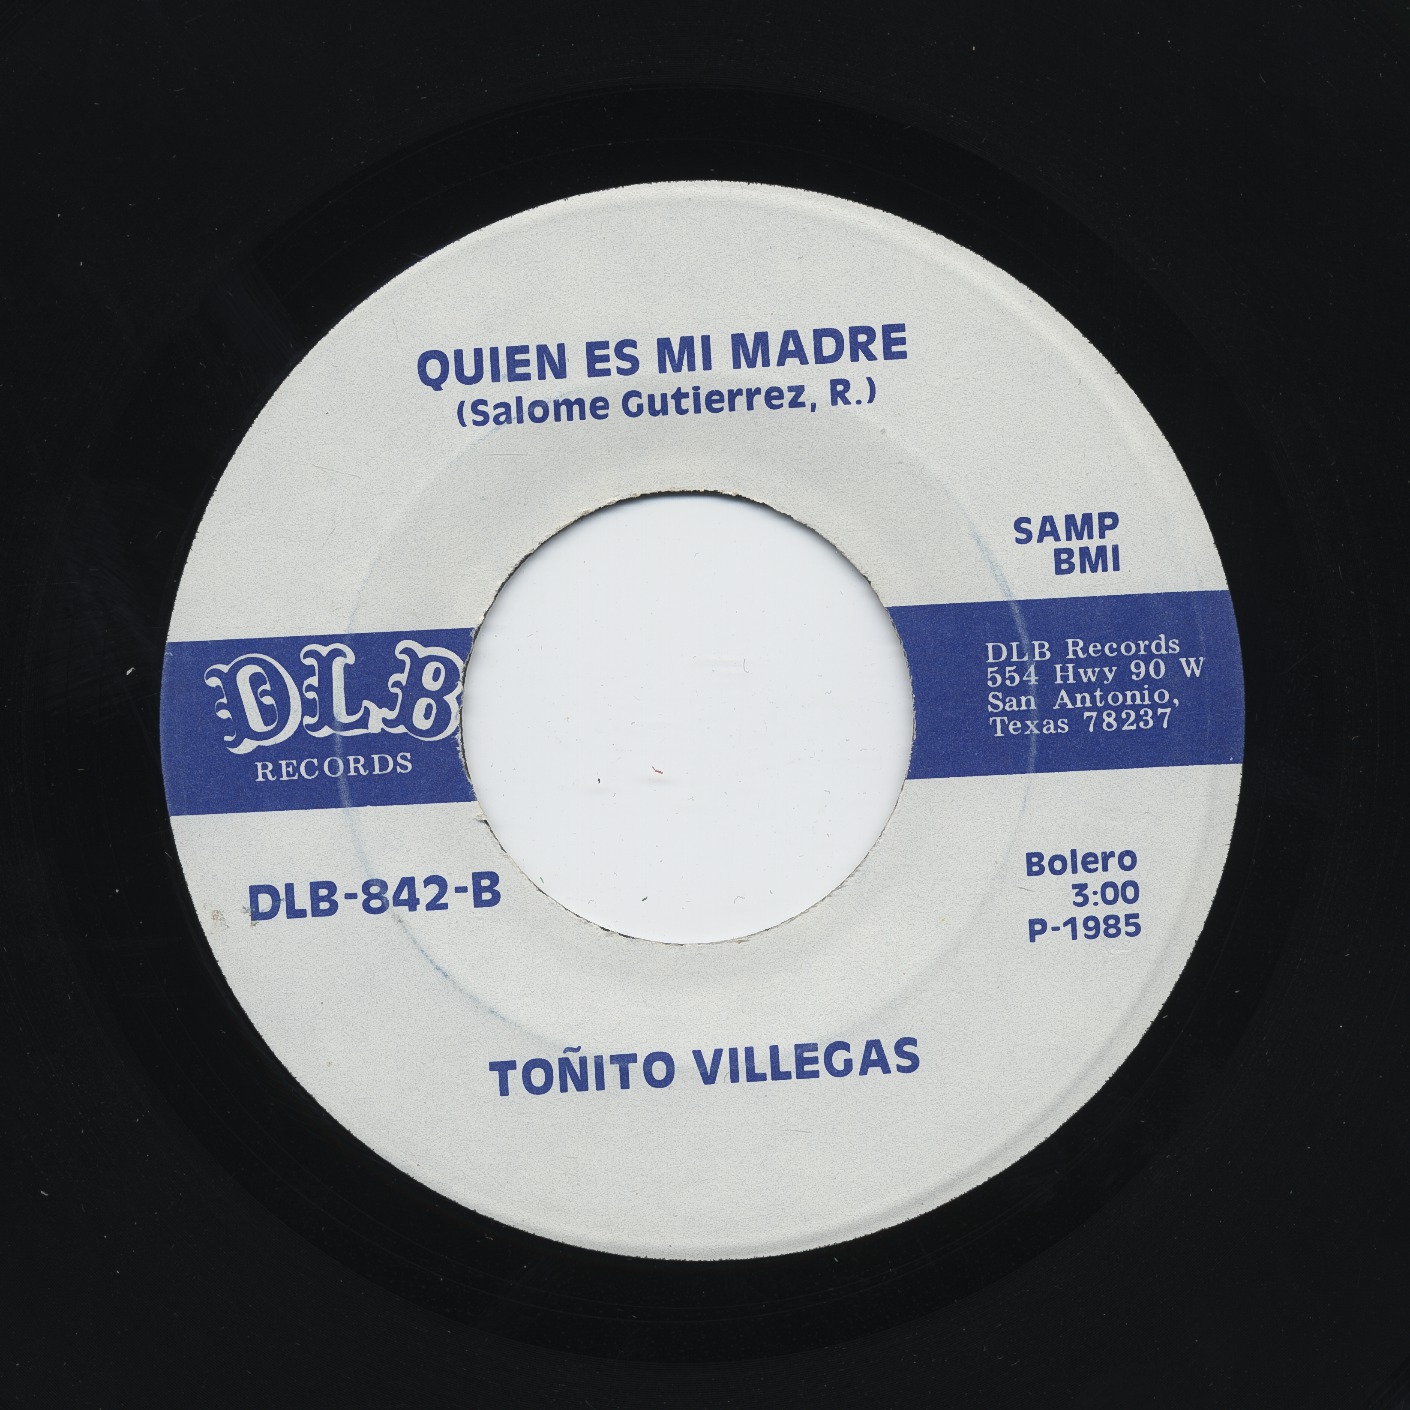 QUIEN ES MI MADRE
(Salome Gutierrez, R.)
SAMP
BMI
DLB
RECORDS
DLB Records
554 Hwy 90 W
San Antonio,
Texas 78237
DLB-842-B
Bolero
3:00
P-1985
TOÑITO VILLEGAS